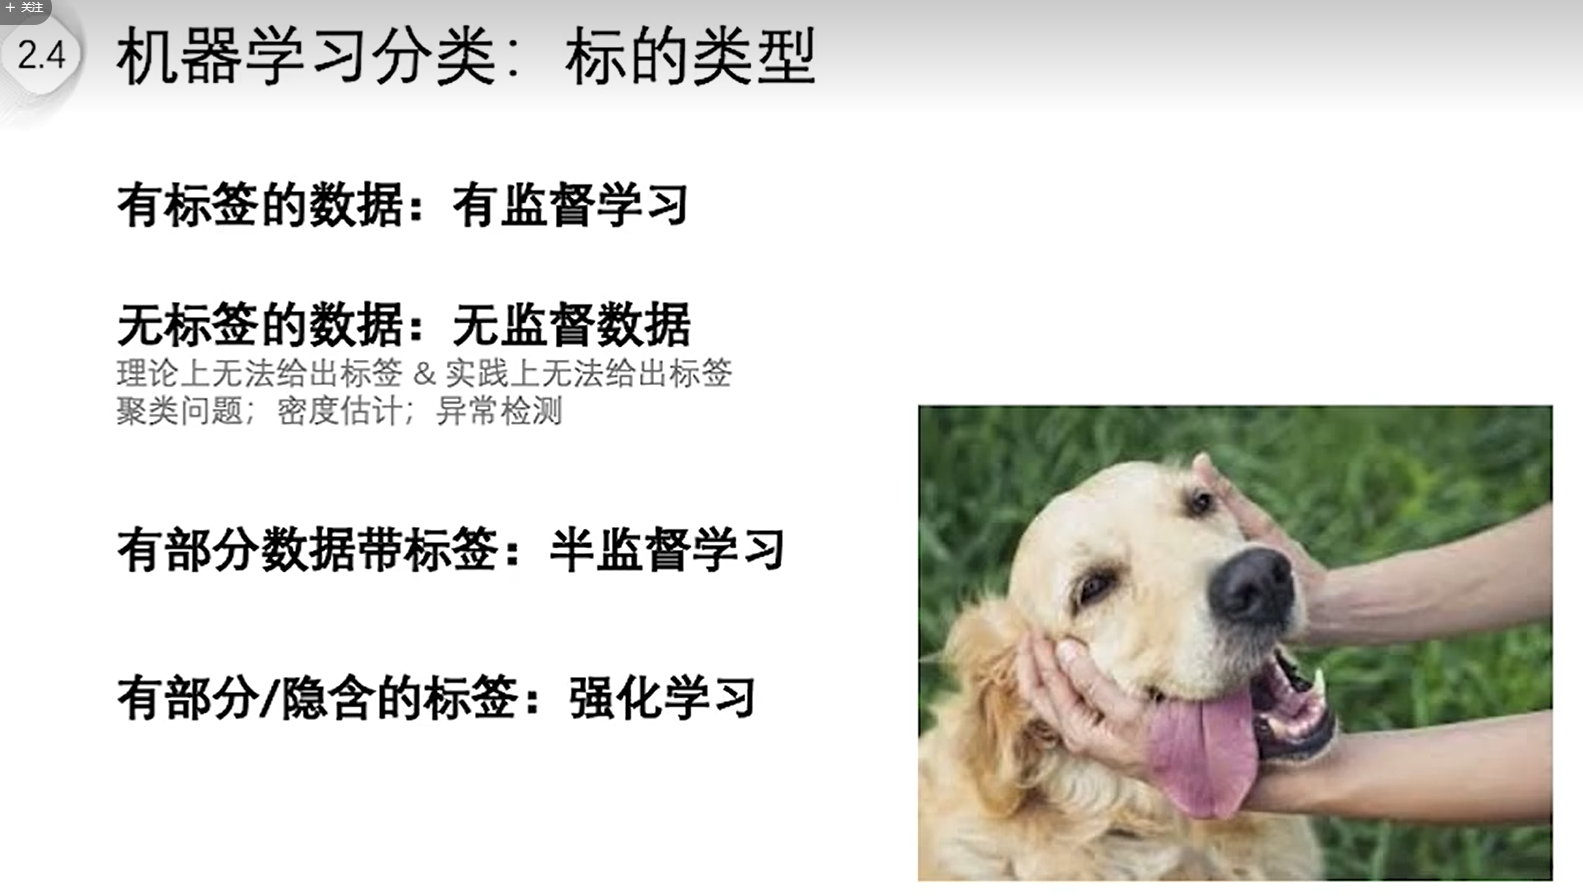 + 关注
2.4 机器学习分类：标的类型
有标签的数据：有监督学习
无标签的数据：无监督数据
理论上无法给出标签 & 实践上无法给出标签
聚类问题；密度估计；异常检测
有部分数据带标签：半监督学习
有部分/隐含的标签：强化学习